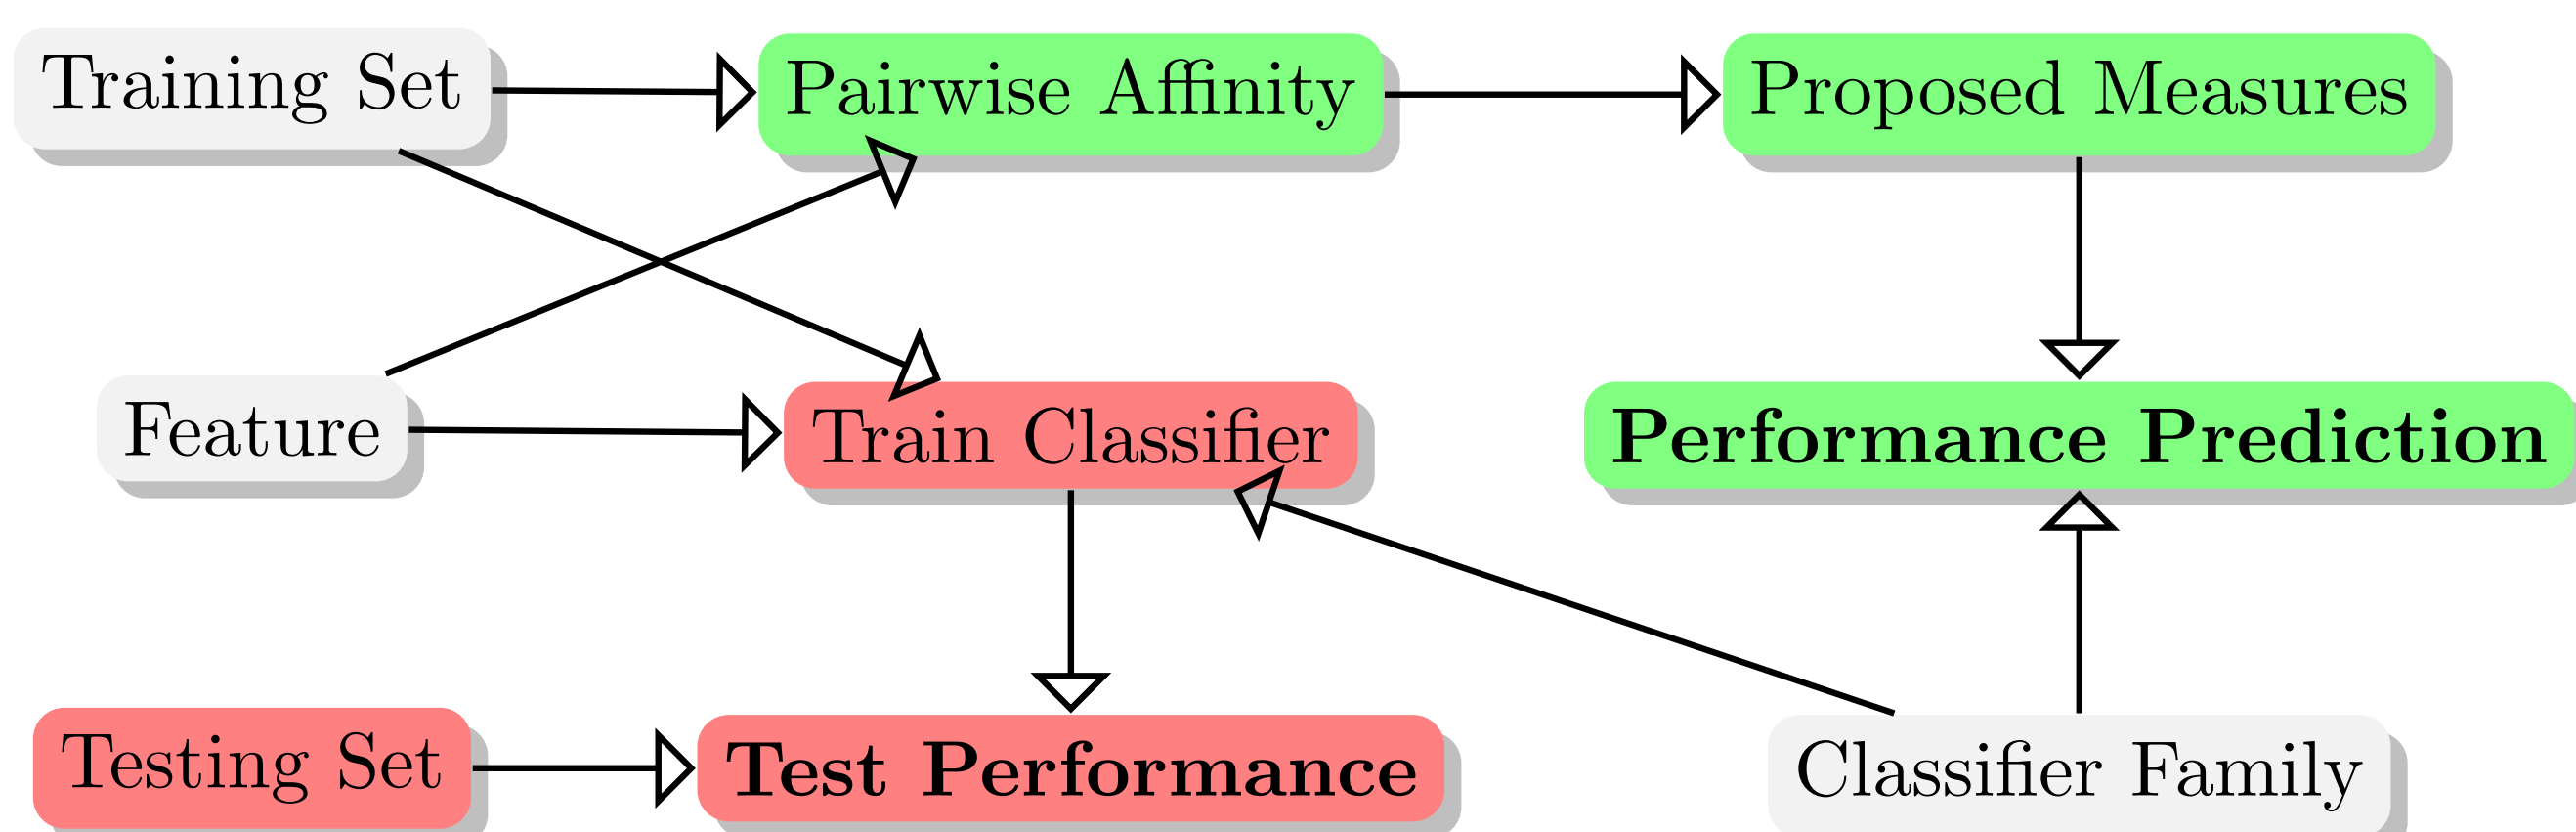 Training Set
Pairwise Affinity
Proposed Measures
Feature
Train Classifier
Performance Prediction
Testing Set
Test Performance
Classifier Family